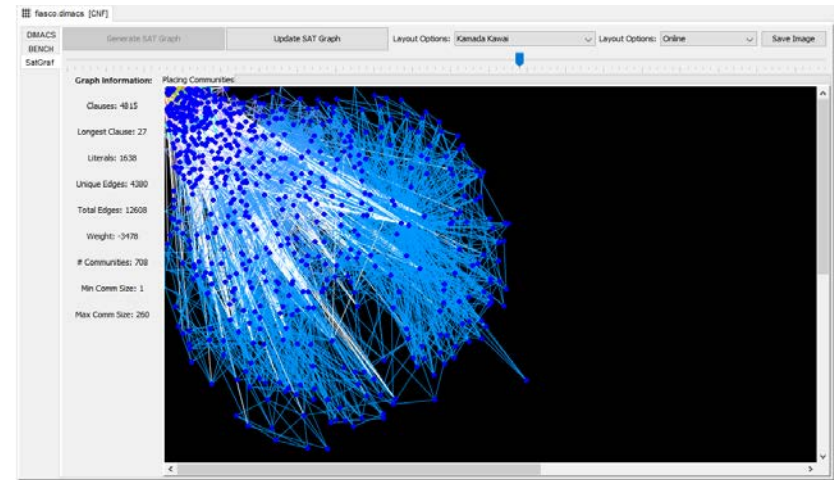 fiasco.dimacs [CNF]
DIMACS
BENCH
SatGraf
Generate SAT Graph
Update SAT Graph
Layout Options: Kamada Kawai
Layout Options: Online
Save Image
Graph Information:
Placing Communities
Clauses: 4815
Longest Clause: 27
Literals: 1638
Unique Edges: 4380
Total Edges: 12608
Weight: -3478
# Communities: 708
Min Comm Size: 1
Max Comm Size: 260